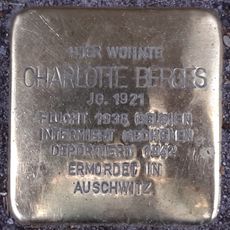 HIER WOHNTE
CHARLOTTE BERGES
JG. 1921
FLUCHT 1938 BELGIEN
INTERNIERT MECHELEN
DEPORTIERT 1942
ERMORDET IN
AUSCHWITZ